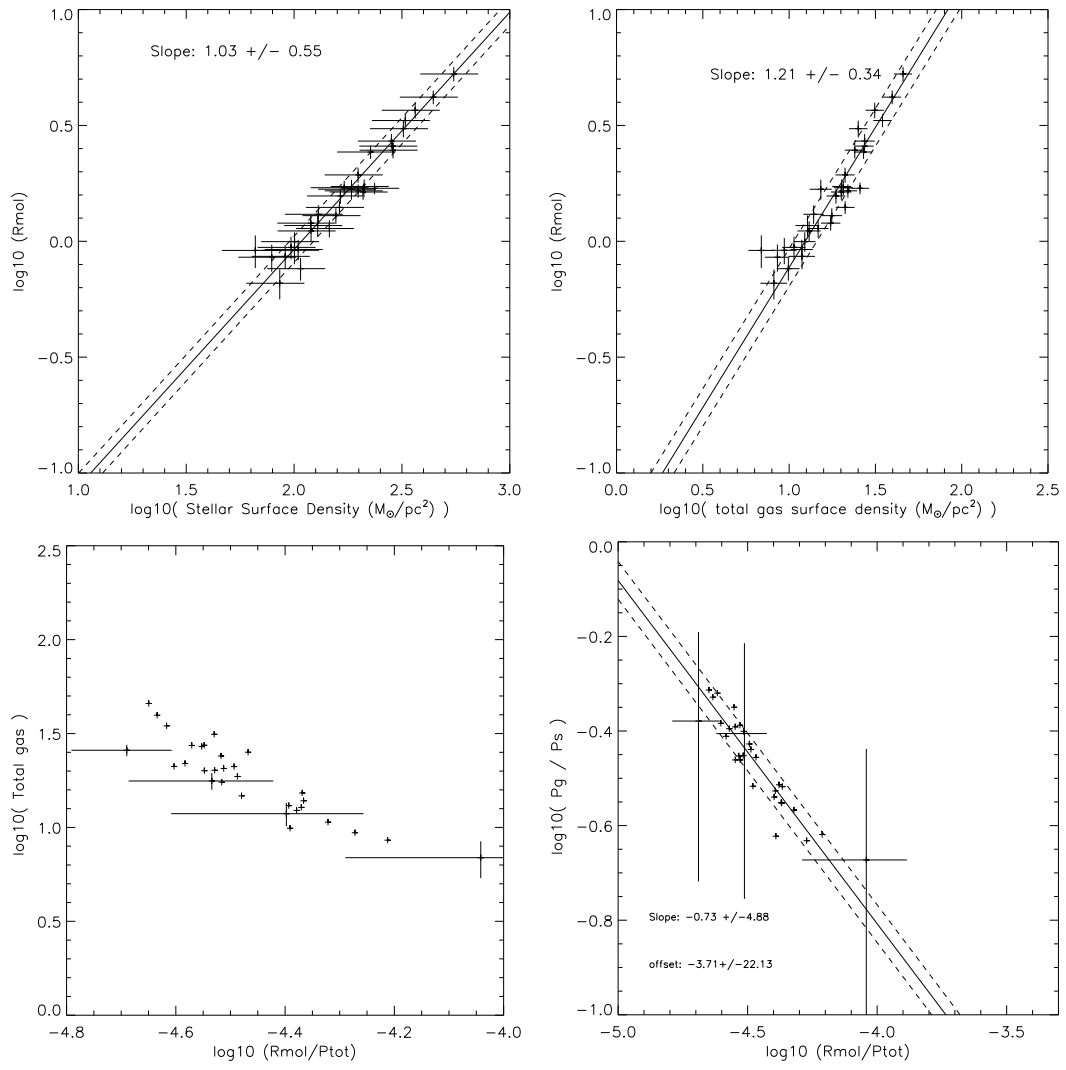 1.0
0.5
0.0
−0.5
−1.0
log10 (Rmol)
Slope: 1.03 +/− 0.55
1.0 1.5 2.0 2.5 3.0
log10( Stellar Surface Density (M⊙/pc²) )
1.0
0.5
0.0
−0.5
−1.0
log10 (Rmol)
Slope: 1.21 +/− 0.34
0.0 0.5 1.0 1.5 2.0 2.5
log10( total gas surface density (M⊙/pc²) )
2.5
2.0
1.5
1.0
0.5
0.0
log10( Total gas)
−4.8 −4.6 −4.4 −4.2 −4.0
log10 (Rmol/Ptot)
0.0
−0.2
−0.4
−0.6
−0.8
−1.0
log10( Pg / Ps)
Slope: −0.73 +/−4.88
offset: −3.71+/−22.13
−5.0 −4.5 −4.0 −3.5
log10 (Rmol/Ptot)